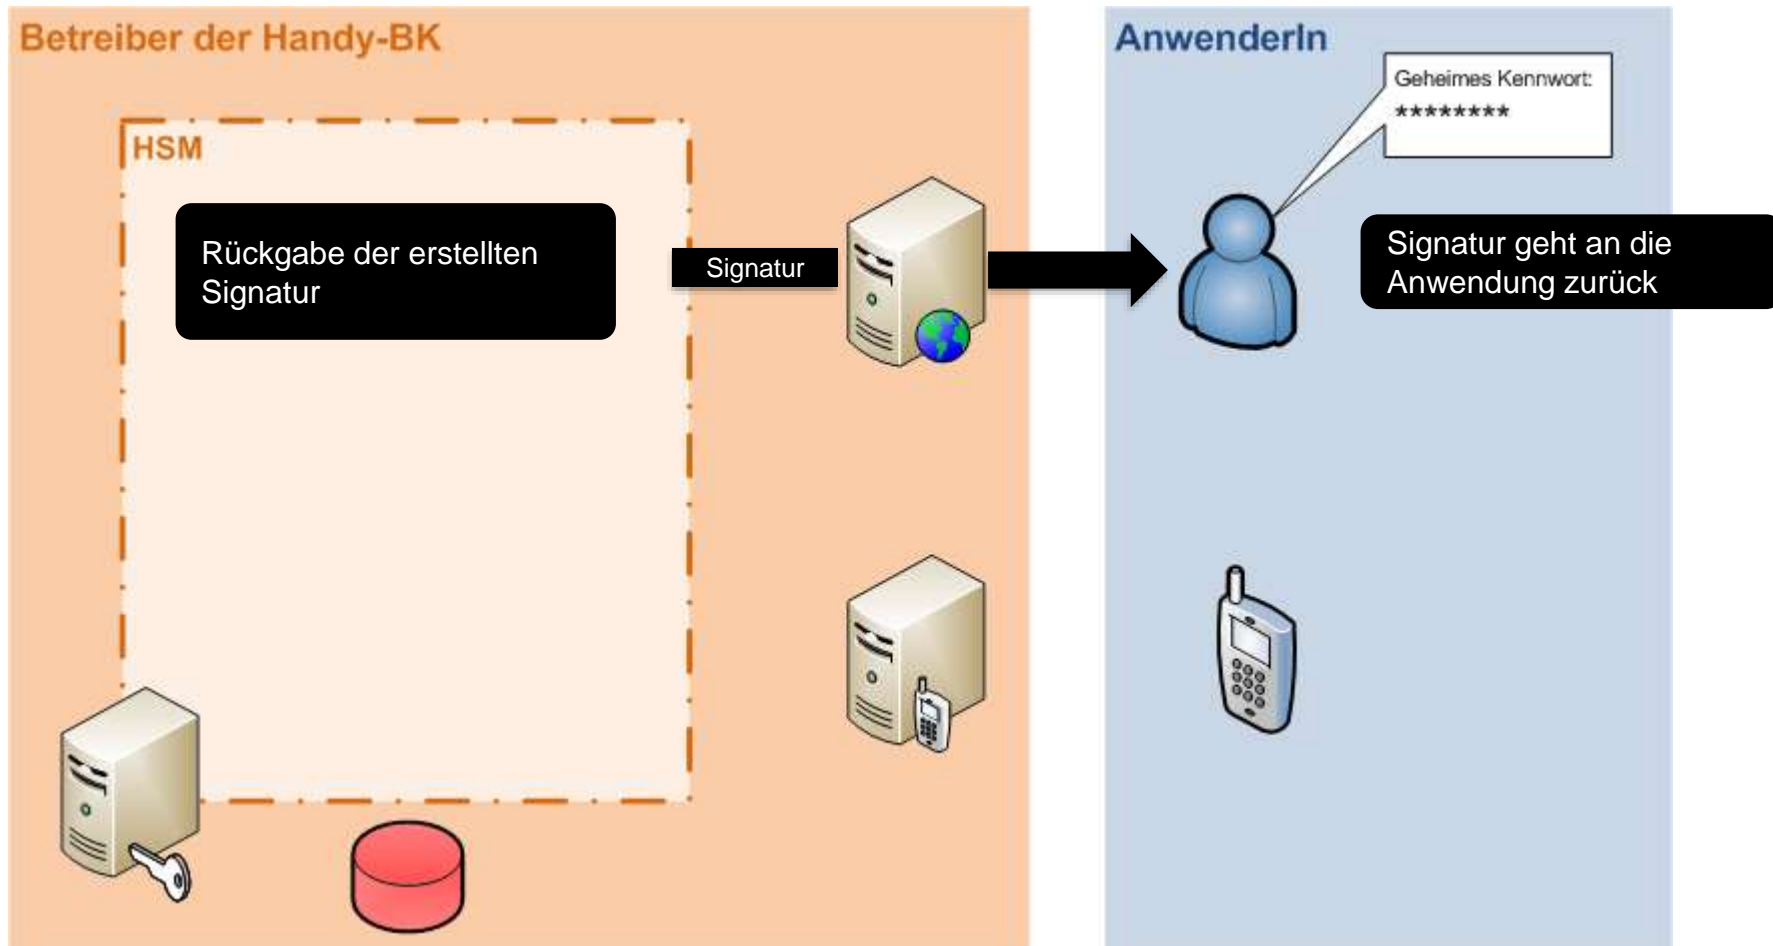 Betreiber der Handy-BK
AnwenderIn
Geheimes Kennwort:
********
HSM
Rückgabe der erstellten
Signatur
Signatur
Signatur geht an die
Anwendung zurück